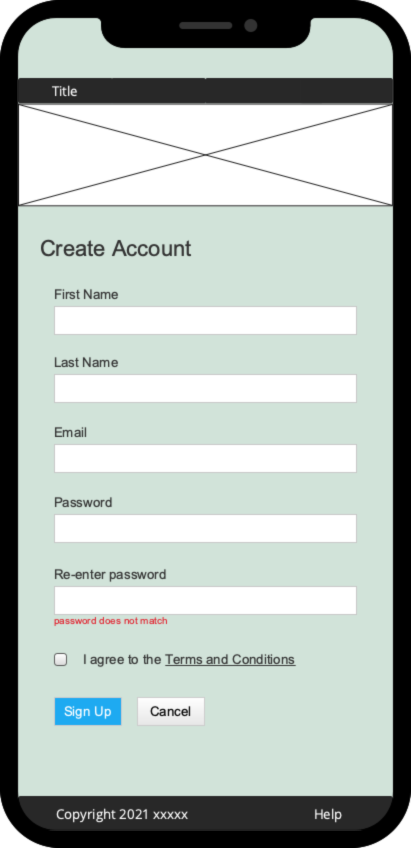 Title
Create Account
First Name
Last Name
Email
Password
Re-enter password
password does not match
I agree to the Terms and Conditions
Sign Up Cancel
Copyright 2021 xxxxx Help